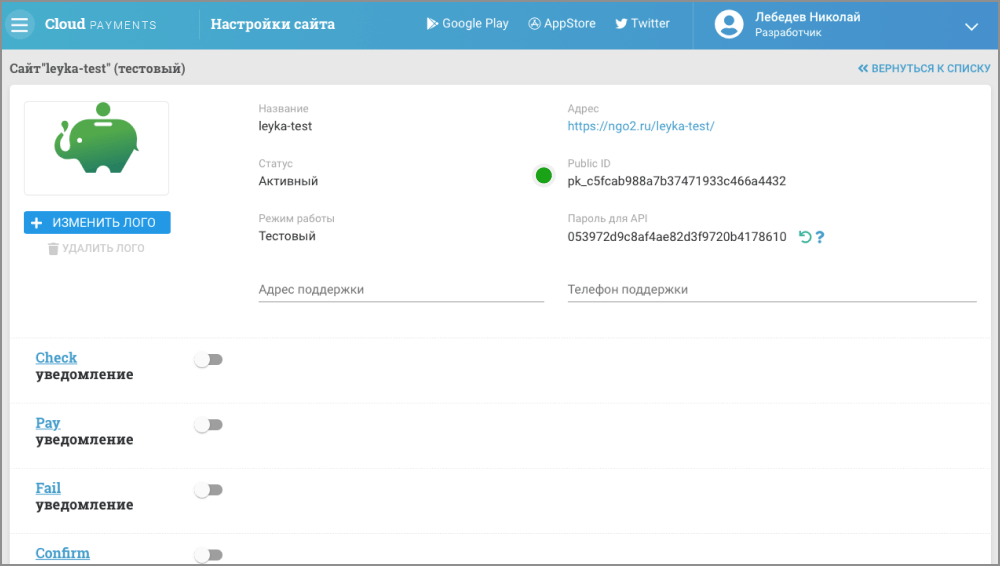 Cloud PAYMENTS
Настройки сайта
Google Play
AppStore
Twitter
Лебедев Николай
Разработчик
Сайт"leyka-test" (тестовый)
ВЕРНУТЬСЯ К СПИСКУ
Название
leyka-test
Адрес
https://ngo2.ru/leyka-test/
Статус
Активный
Public ID
pk_c5fcab988a7b37471933c466a4432
+ ИЗМЕНИТЬ ЛОГО
УДАЛИТЬ ЛОГО
Режим работы
Тестовый
Пароль для API
053972d9c8af4ae82d3f9720b4178610 ?
Адрес поддержки
Телефон поддержки
Check
уведомление
Pay
уведомление
Fail
уведомление
Confirm